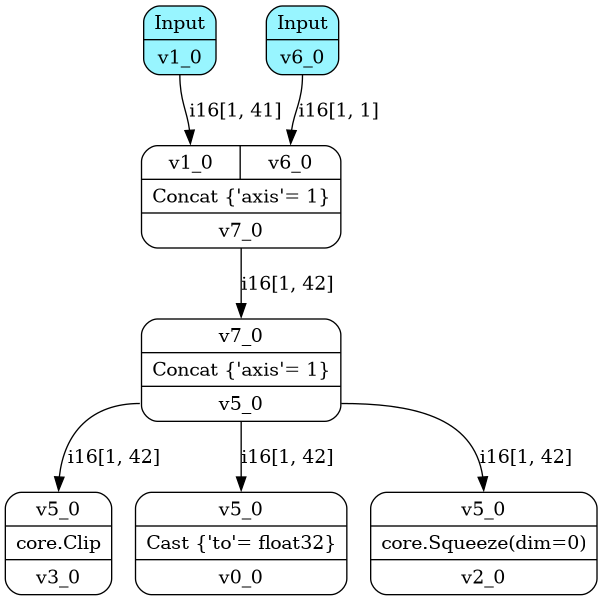 Input
v1_0
Input
v6_0
i16[1, 41]
i16[1, 1]
v1_0
v6_0
Concat {'axis'= 1}
v7_0
i16[1, 42]
v7_0
Concat {'axis'= 1}
v5_0
i16[1, 42]
i16[1, 42]
i16[1, 42]
v5_0
core.Clip
v3_0
v5_0
Cast {'to'= float32}
v0_0
v5_0
core.Squeeze(dim=0)
v2_0